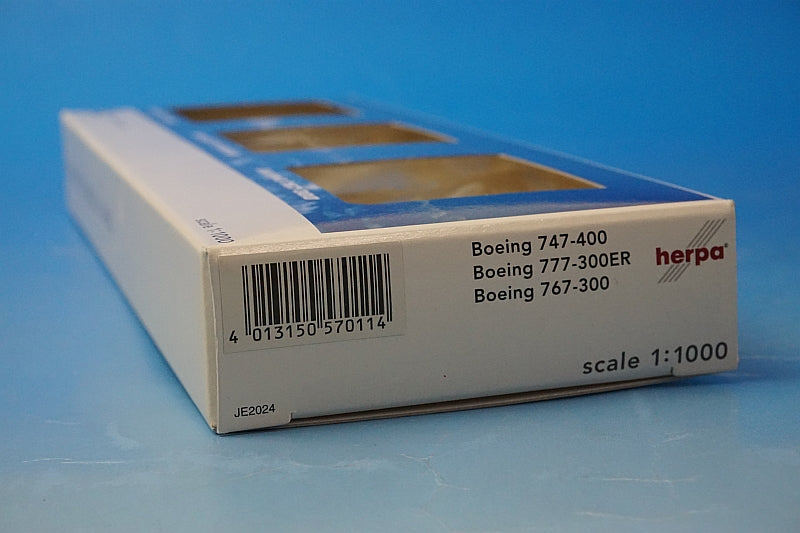 scale 1:1000
Boeing 747-400
Boeing 777-300ER
Boeing 767-300
herpa®
4 013150 570114
scale 1:1000
JE2024